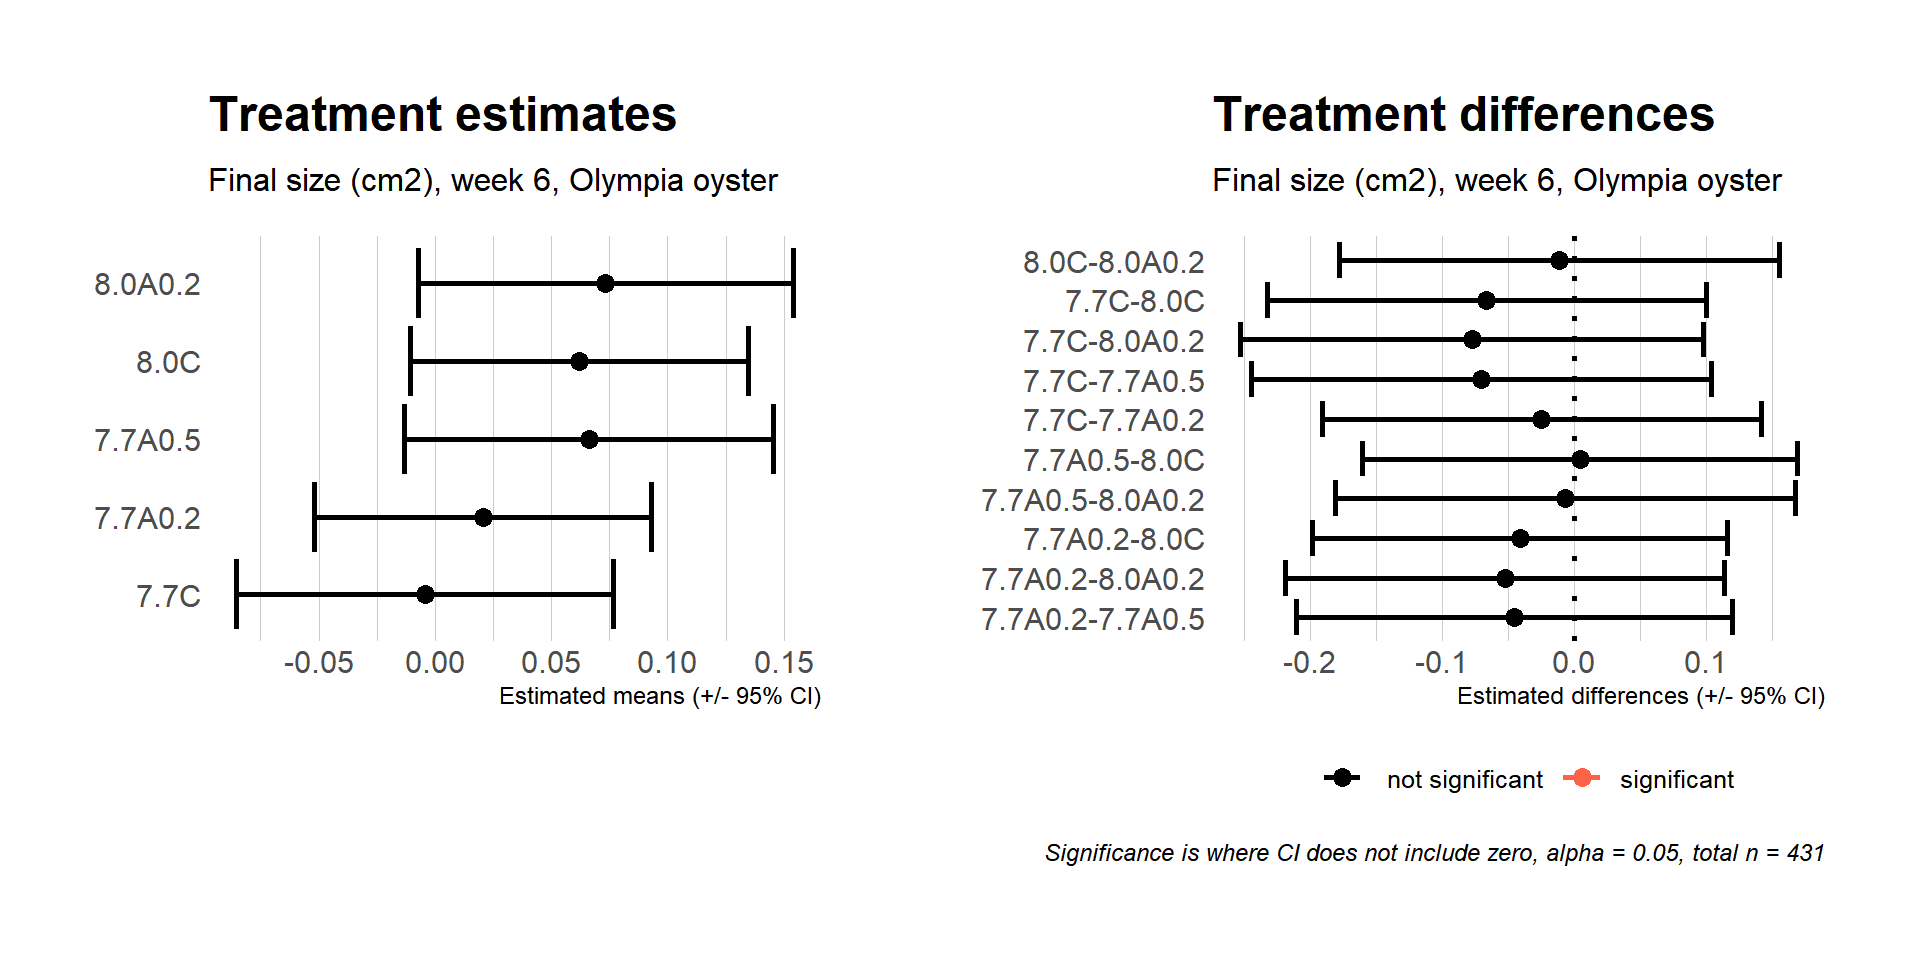 Treatment estimates
Final size (cm2), week 6, Olympia oyster
8.0A0.2
8.0C
7.7A0.5
7.7A0.2
7.7C
-0.05 0.00 0.05 0.10 0.15
Estimated means (+/- 95% CI)
Treatment differences
Final size (cm2), week 6, Olympia oyster
8.0C-8.0A0.2
7.7C-8.0C
7.7C-8.0A0.2
7.7C-7.7A0.5
7.7C-7.7A0.2
7.7A0.5-8.0C
7.7A0.5-8.0A0.2
7.7A0.2-8.0C
7.7A0.2-8.0A0.2
7.7A0.2-7.7A0.5
-0.2 -0.1 0.0 0.1
Estimated differences (+/- 95% CI)
not significant significant
Significance is where CI does not include zero, alpha = 0.05, total n = 431